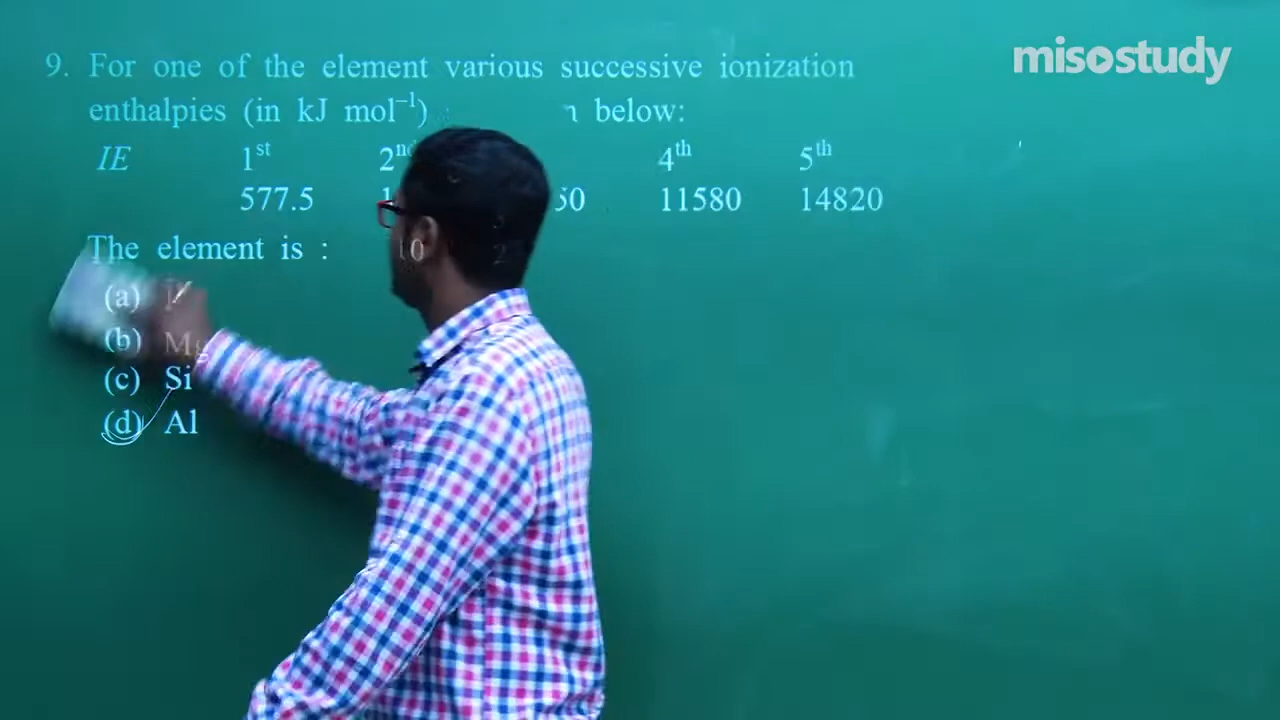 misostudy
9. For one of the element various successive ionization
enthalpies (in kJ mol⁻¹) below:
IE 1st 2nd 4th 5th
577.5 50 11580 14820
The element is :
(a)
(b) Mg
(c) Si
(d) Al